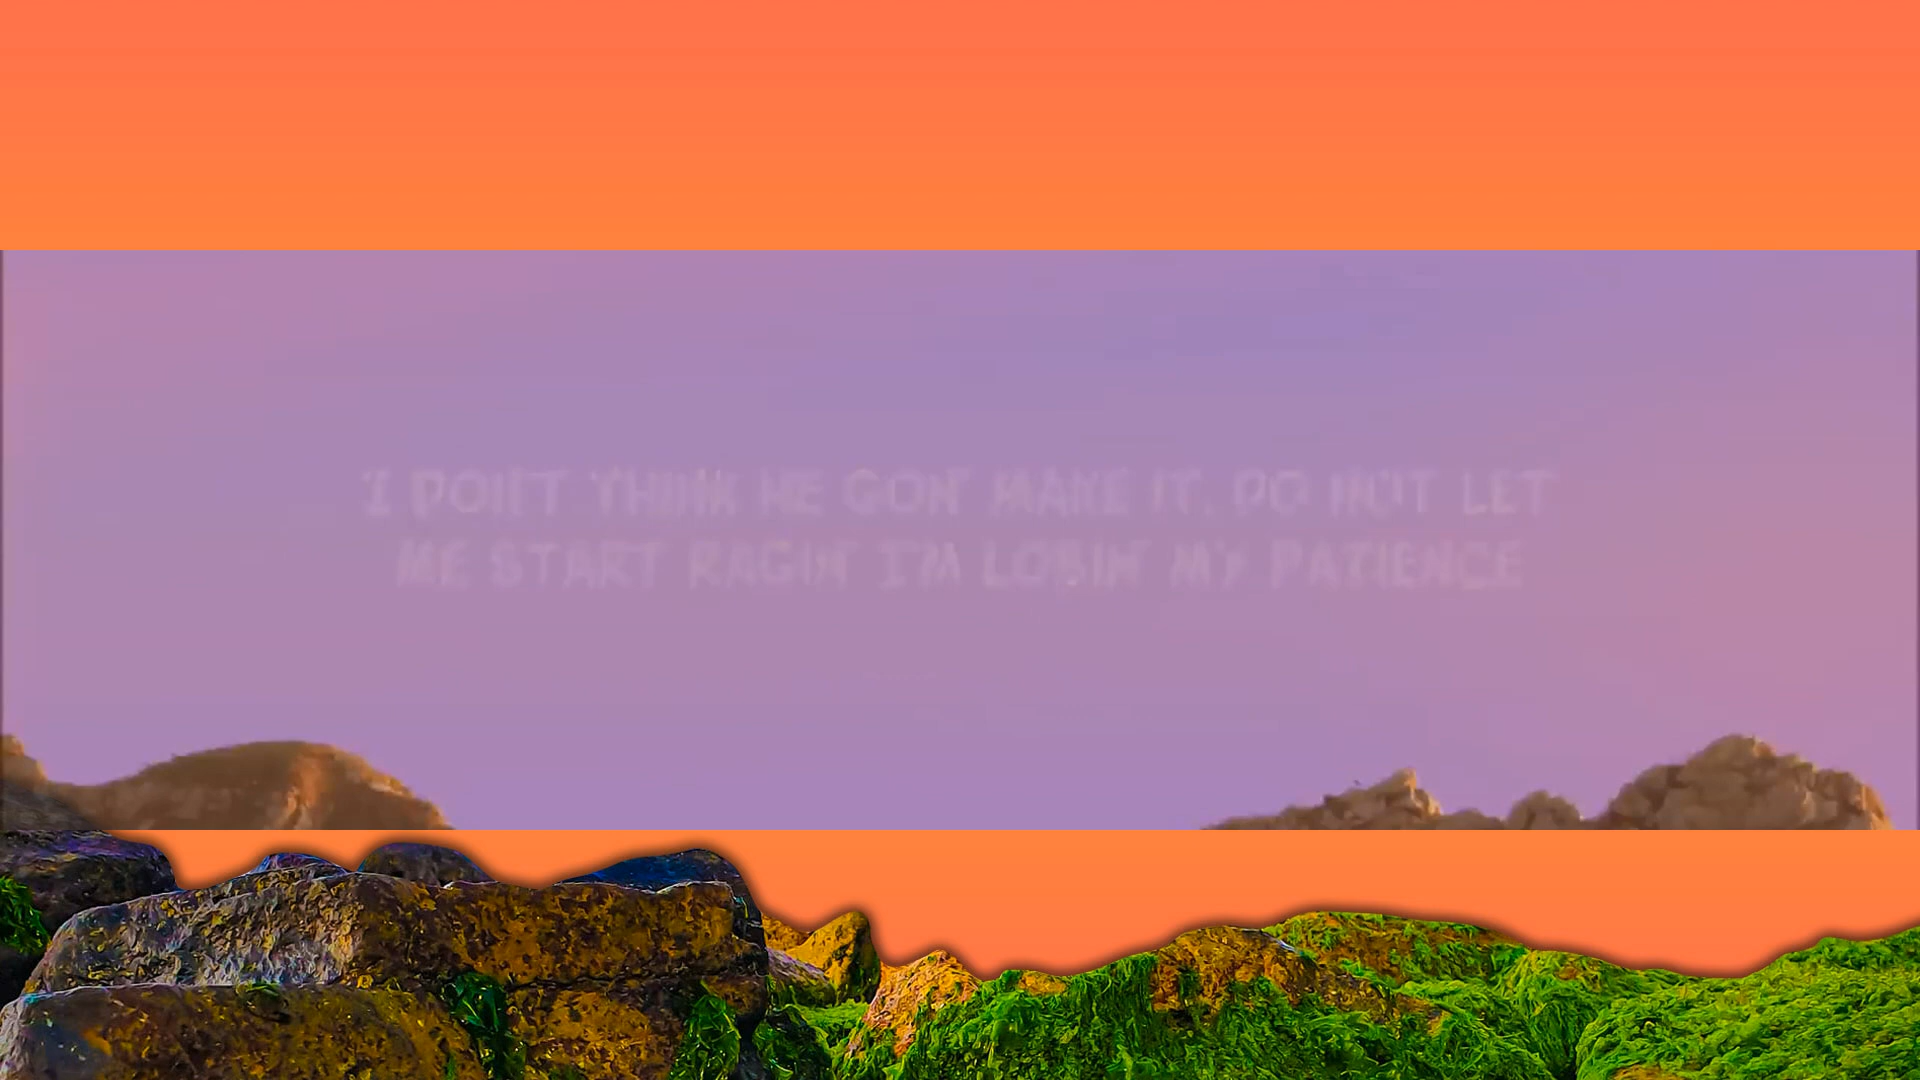 I DON'T THINK HE GON' MAKE IT, DO NOT LET
ME START RAGIN' I'M LOSIN' MY PATIENCE